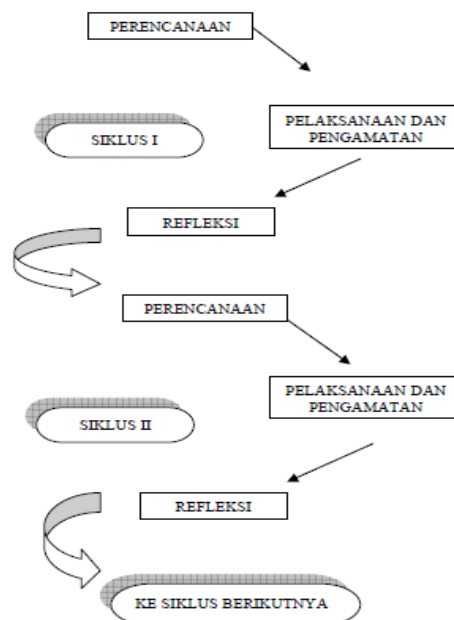 PERENCANAAN
SIKLUS I
PELAKSANAAN DAN
PENGAMATAN
REFLEKSI
PERENCANAAN
PELAKSANAAN DAN
PENGAMATAN
SIKLUS II
REFLEKSI
KE SIKLUS BERIKUTNYA